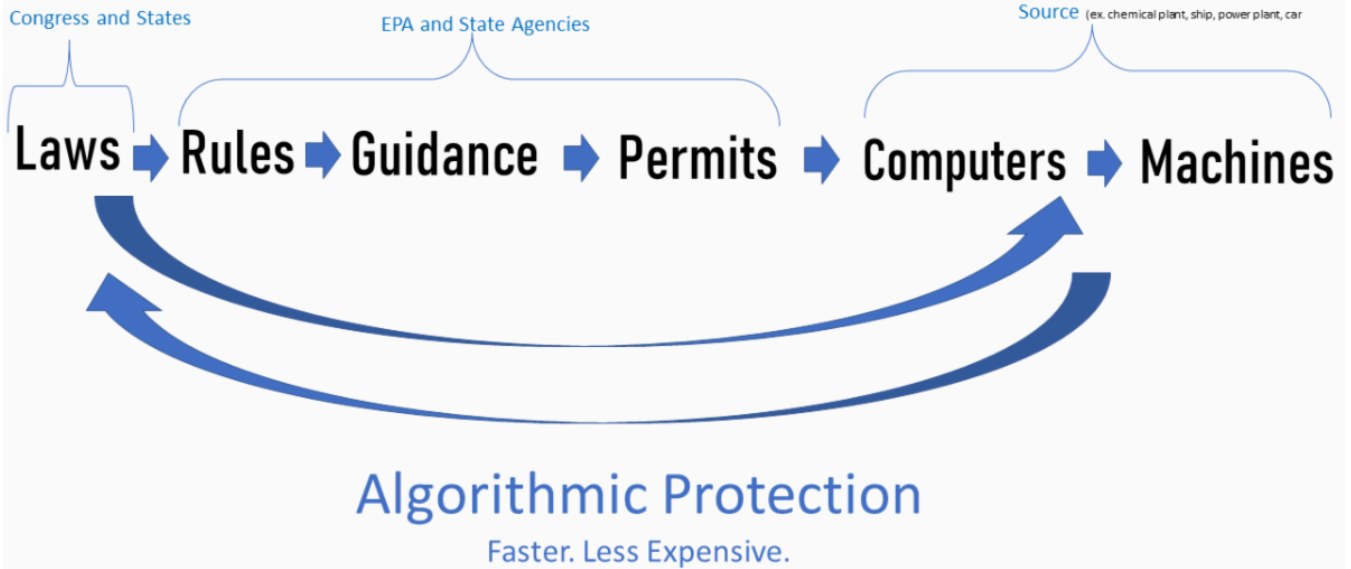 Congress and States
EPA and State Agencies
Source (ex. chemical plant, ship, power plant, car
Laws Rules Guidance Permits Computers Machines
Algorithmic Protection
Faster. Less Expensive.